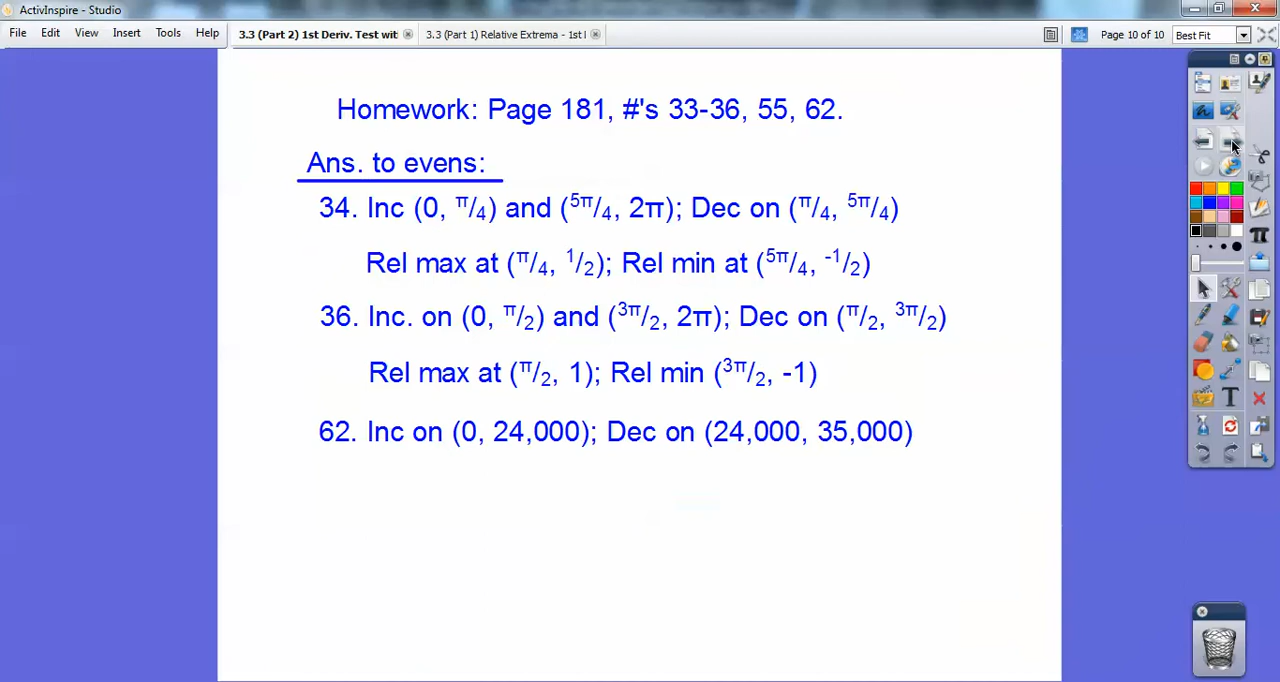 ActivInspire - Studio
File Edit View Insert Tools Help
3.3 (Part 2) 1st Deriv. Test wit
3.3 (Part 1) Relative Extrema - 1st I
Page 10 of 10
Best Fit
Homework: Page 181, #'s 33-36, 55, 62.
Ans. to evens:
34. Inc (0, π/4) and (5π/4, 2π); Dec on (π/4, 5π/4)
Rel max at (π/4, 1/2); Rel min at (5π/4, -1/2)
36. Inc. on (0, π/2) and (3π/2, 2π); Dec on (π/2, 3π/2)
Rel max at (π/2, 1); Rel min (3π/2, -1)
62. Inc on (0, 24,000); Dec on (24,000, 35,000)